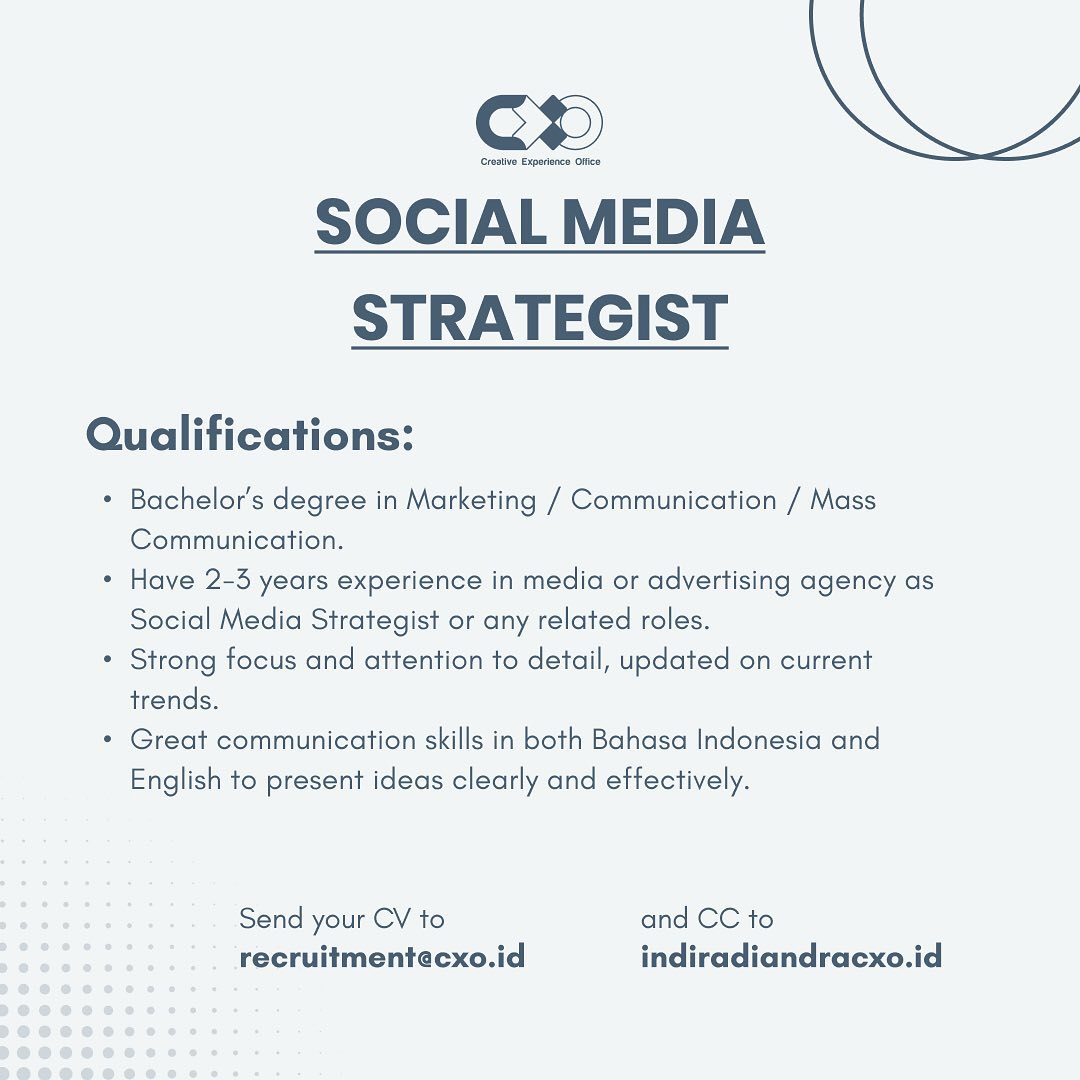 CXO
Creative Experience Office
SOCIAL MEDIA
STRATEGIST
Qualifications:
• Bachelor's degree in Marketing / Communication / Mass
Communication.
• Have 2-3 years experience in media or advertising agency as
Social Media Strategist or any related roles.
• Strong focus and attention to detail, updated on current
trends.
• Great communication skills in both Bahasa Indonesia and
English to present ideas clearly and effectively.
Send your CV to
recruitment@cxo.id
and CC to
indiradiandracxo.id